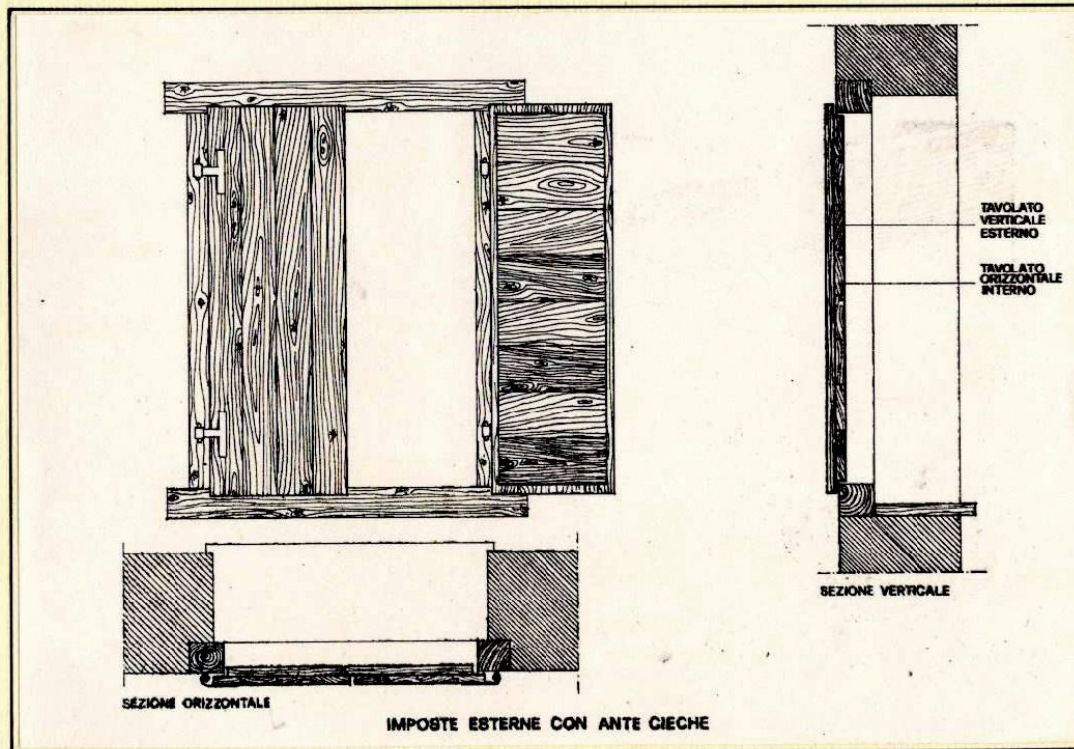 TAVOLATO
VERTICALE
ESTERNO
TAVOLATO
ORIZZONTALE
INTERNO
SEZIONE VERTICALE
SEZIONE ORIZZONTALE
IMPOSTE ESTERNE CON ANTE CIECHE